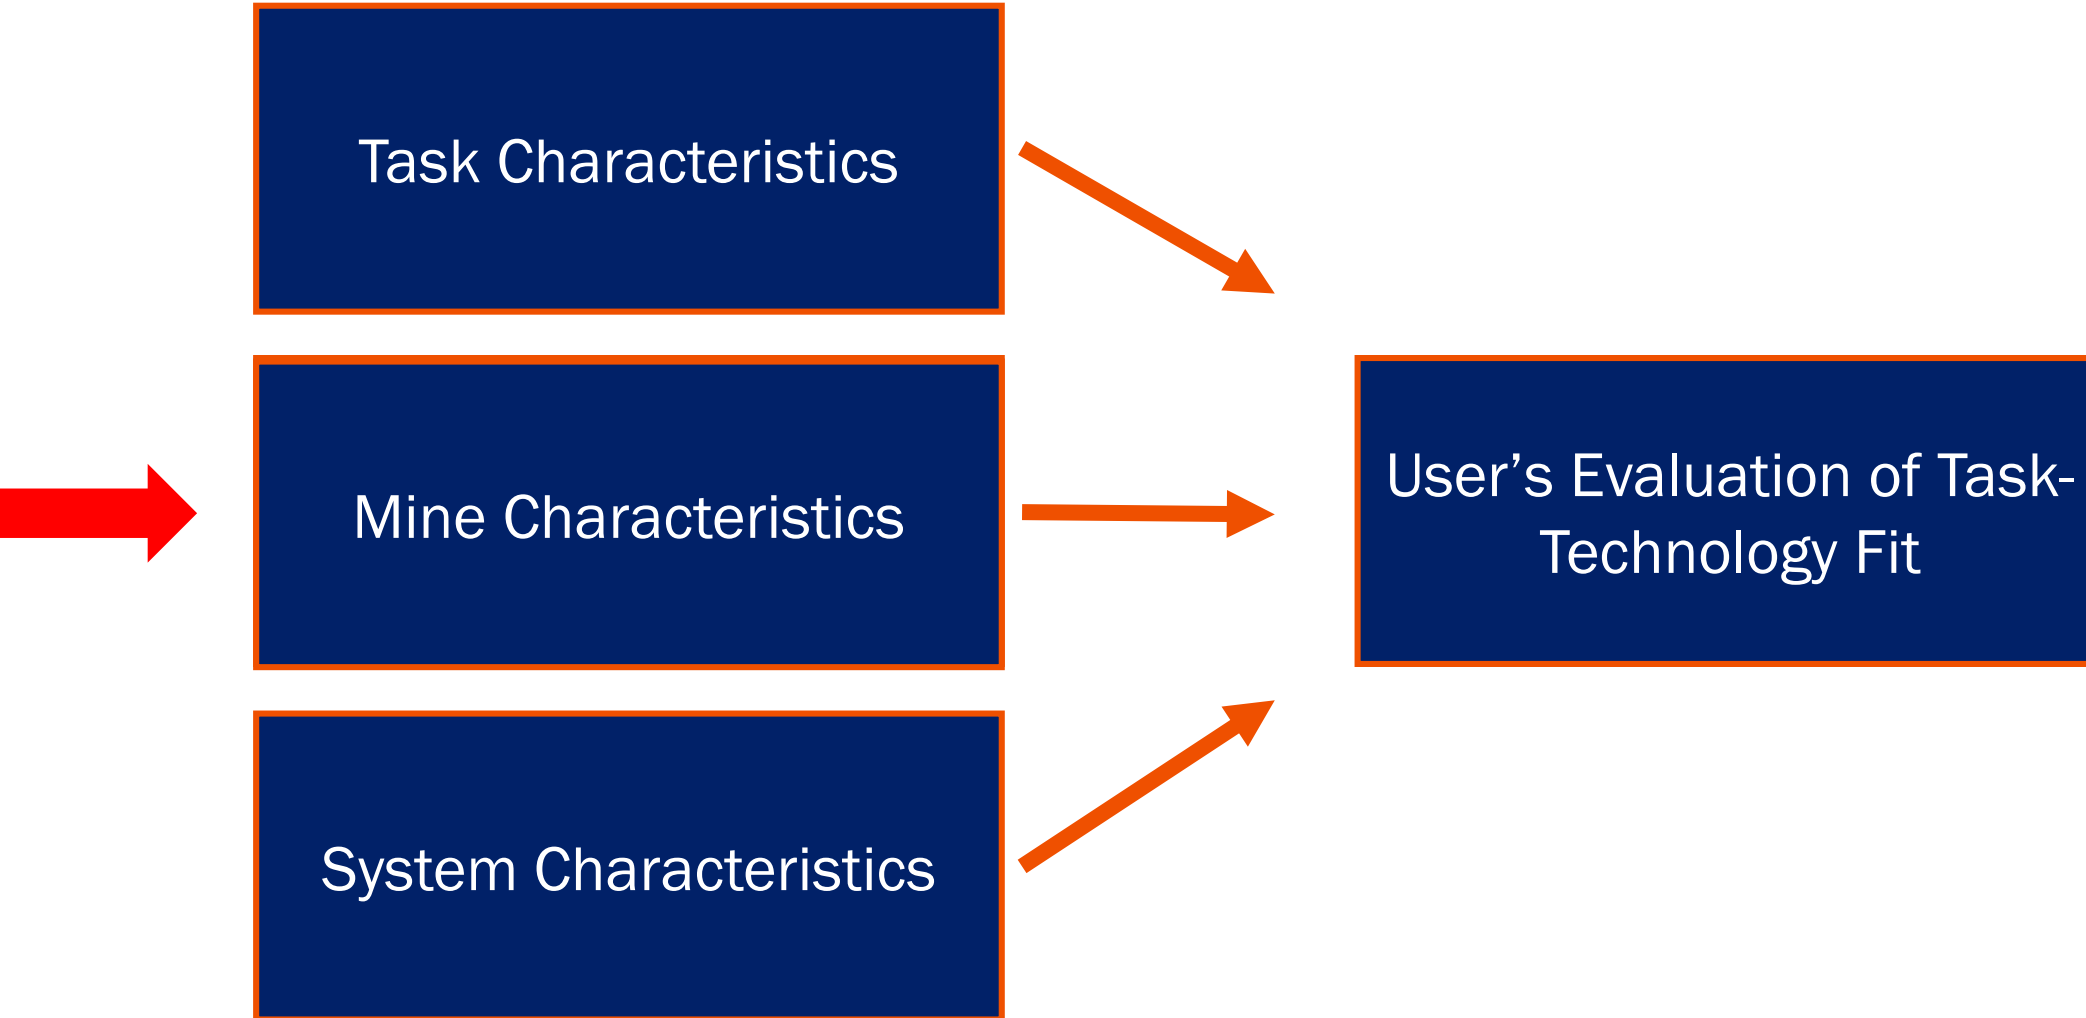 Task Characteristics
Mine Characteristics
User’s Evaluation of Task-
Technology Fit
System Characteristics